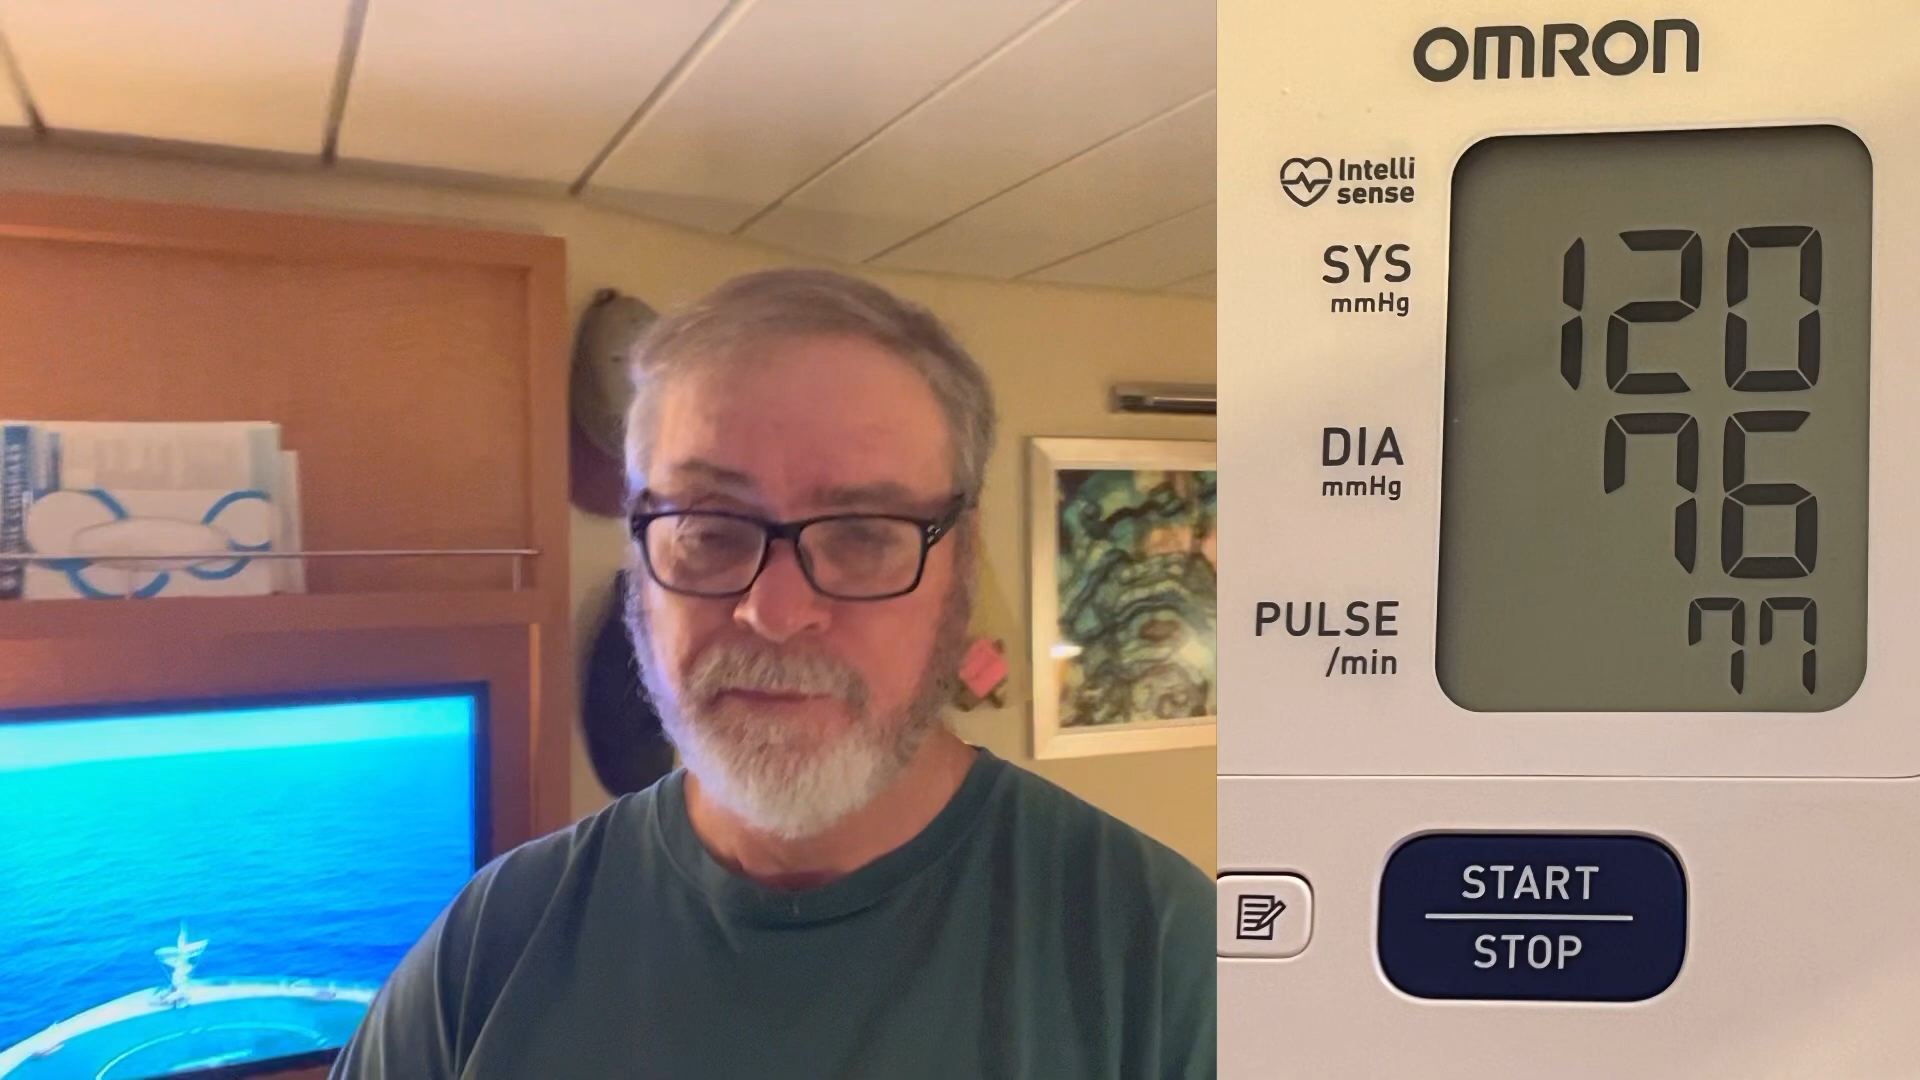 OMRON
Intelli
sense
SYS
mmHg
120
DIA
mmHg
76
PULSE
/min
77
START
STOP